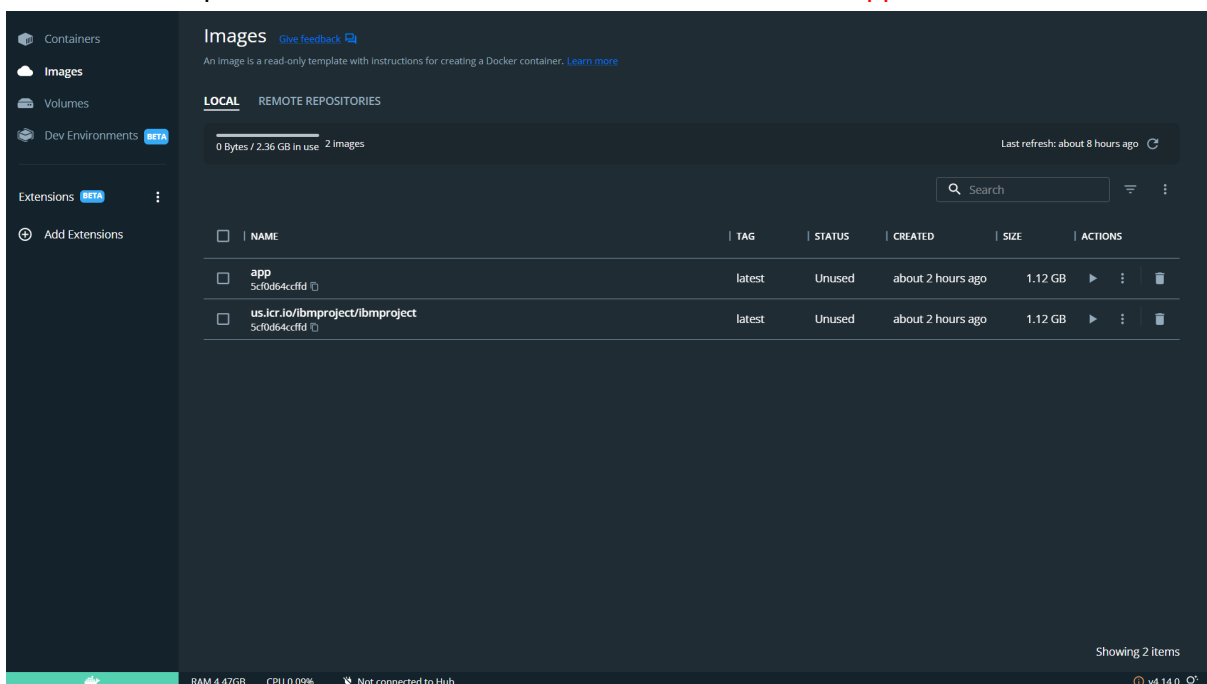 Containers
Images
Volumes
Dev Environments BETA
Extensions BETA
Add Extensions
Images Give feedback
An image is a read-only template with instructions for creating a Docker container. Learn more
LOCAL REMOTE REPOSITORIES
0 Bytes / 2.36 GB in use 2 images Last refresh: about 8 hours ago
Search
NAME TAG STATUS CREATED SIZE ACTIONS
app
5cf0d64ccffd
latest Unused about 2 hours ago 1.12 GB
us.icr.io/ibmproject/ibmproject
5cf0d64ccffd
latest Unused about 2 hours ago 1.12 GB
Showing 2 items
RAM 4.47GB CPU 0.09% Not connected to Hub v4.14.0